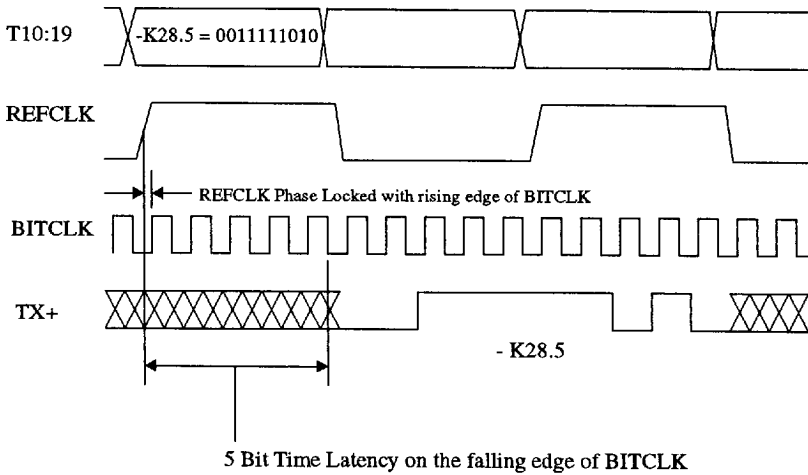 T10:19
-K28.5 = 0011111010
REFCLK
REFCLK Phase Locked with rising edge of BITCLK
BITCLK
TX+
- K28.5
5 Bit Time Latency on the falling edge of BITCLK